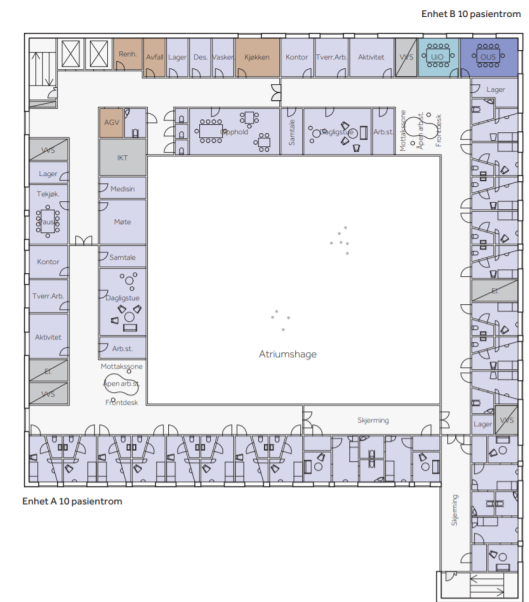 Enhet B 10 pasientrom
Renh.
Avfall
Lager
Des.
Vasker.
Kjøkken
Kontor
Tverr.Arb.
Aktivitet
VVS
UiO
OUS
Lager
AGV
Opphold
Samtale
Dagligstue
Arb.st.
Mottakssone
Åpen arb.st.
Frontdesk
VVS
IKT
Lager
Medisin
Tekjøk.
Pause
Møte
Kontor
Samtale
Tverr.Arb.
Dagligstue
El.
Aktivitet
Arb.st.
Atriumshage
El
Mottakssone
VVS
Åpen arb.st.
Frontdesk
Skjerming
Lager
VVS
Enhet A 10 pasientrom
Skjerming